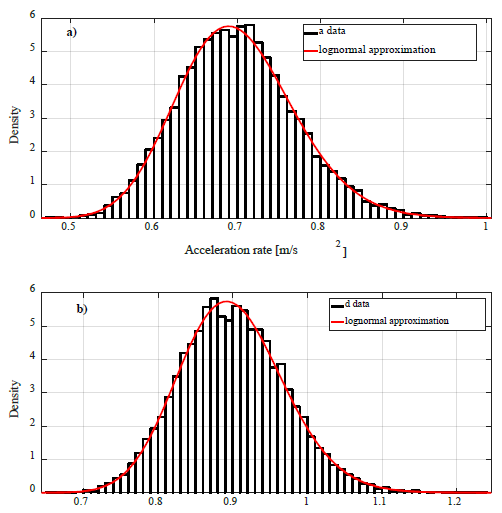 6
a)
a data
lognormal approximation
5
4
3
2
1
0
Density
0.5 0.6 0.7 0.8 0.9 1
Acceleration rate [m/s 2 ]
6
b)
d data
lognormal approximation
5
4
3
2
1
0
Density
0.7 0.8 0.9 1 1.1 1.2